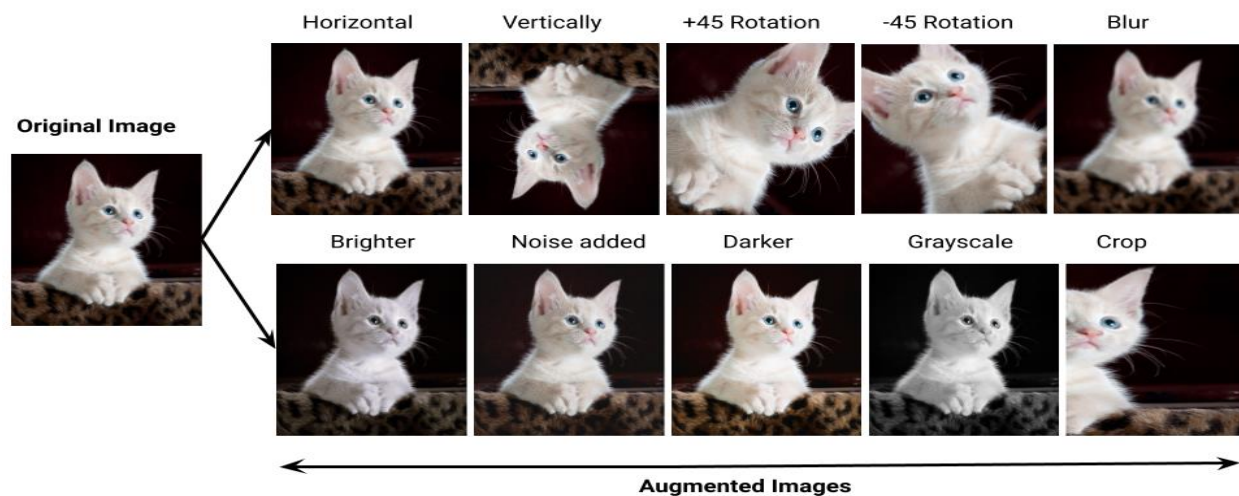 Horizontal Vertically +45 Rotation -45 Rotation Blur
Original Image
Brighter Noise added Darker Grayscale Crop
Augmented Images